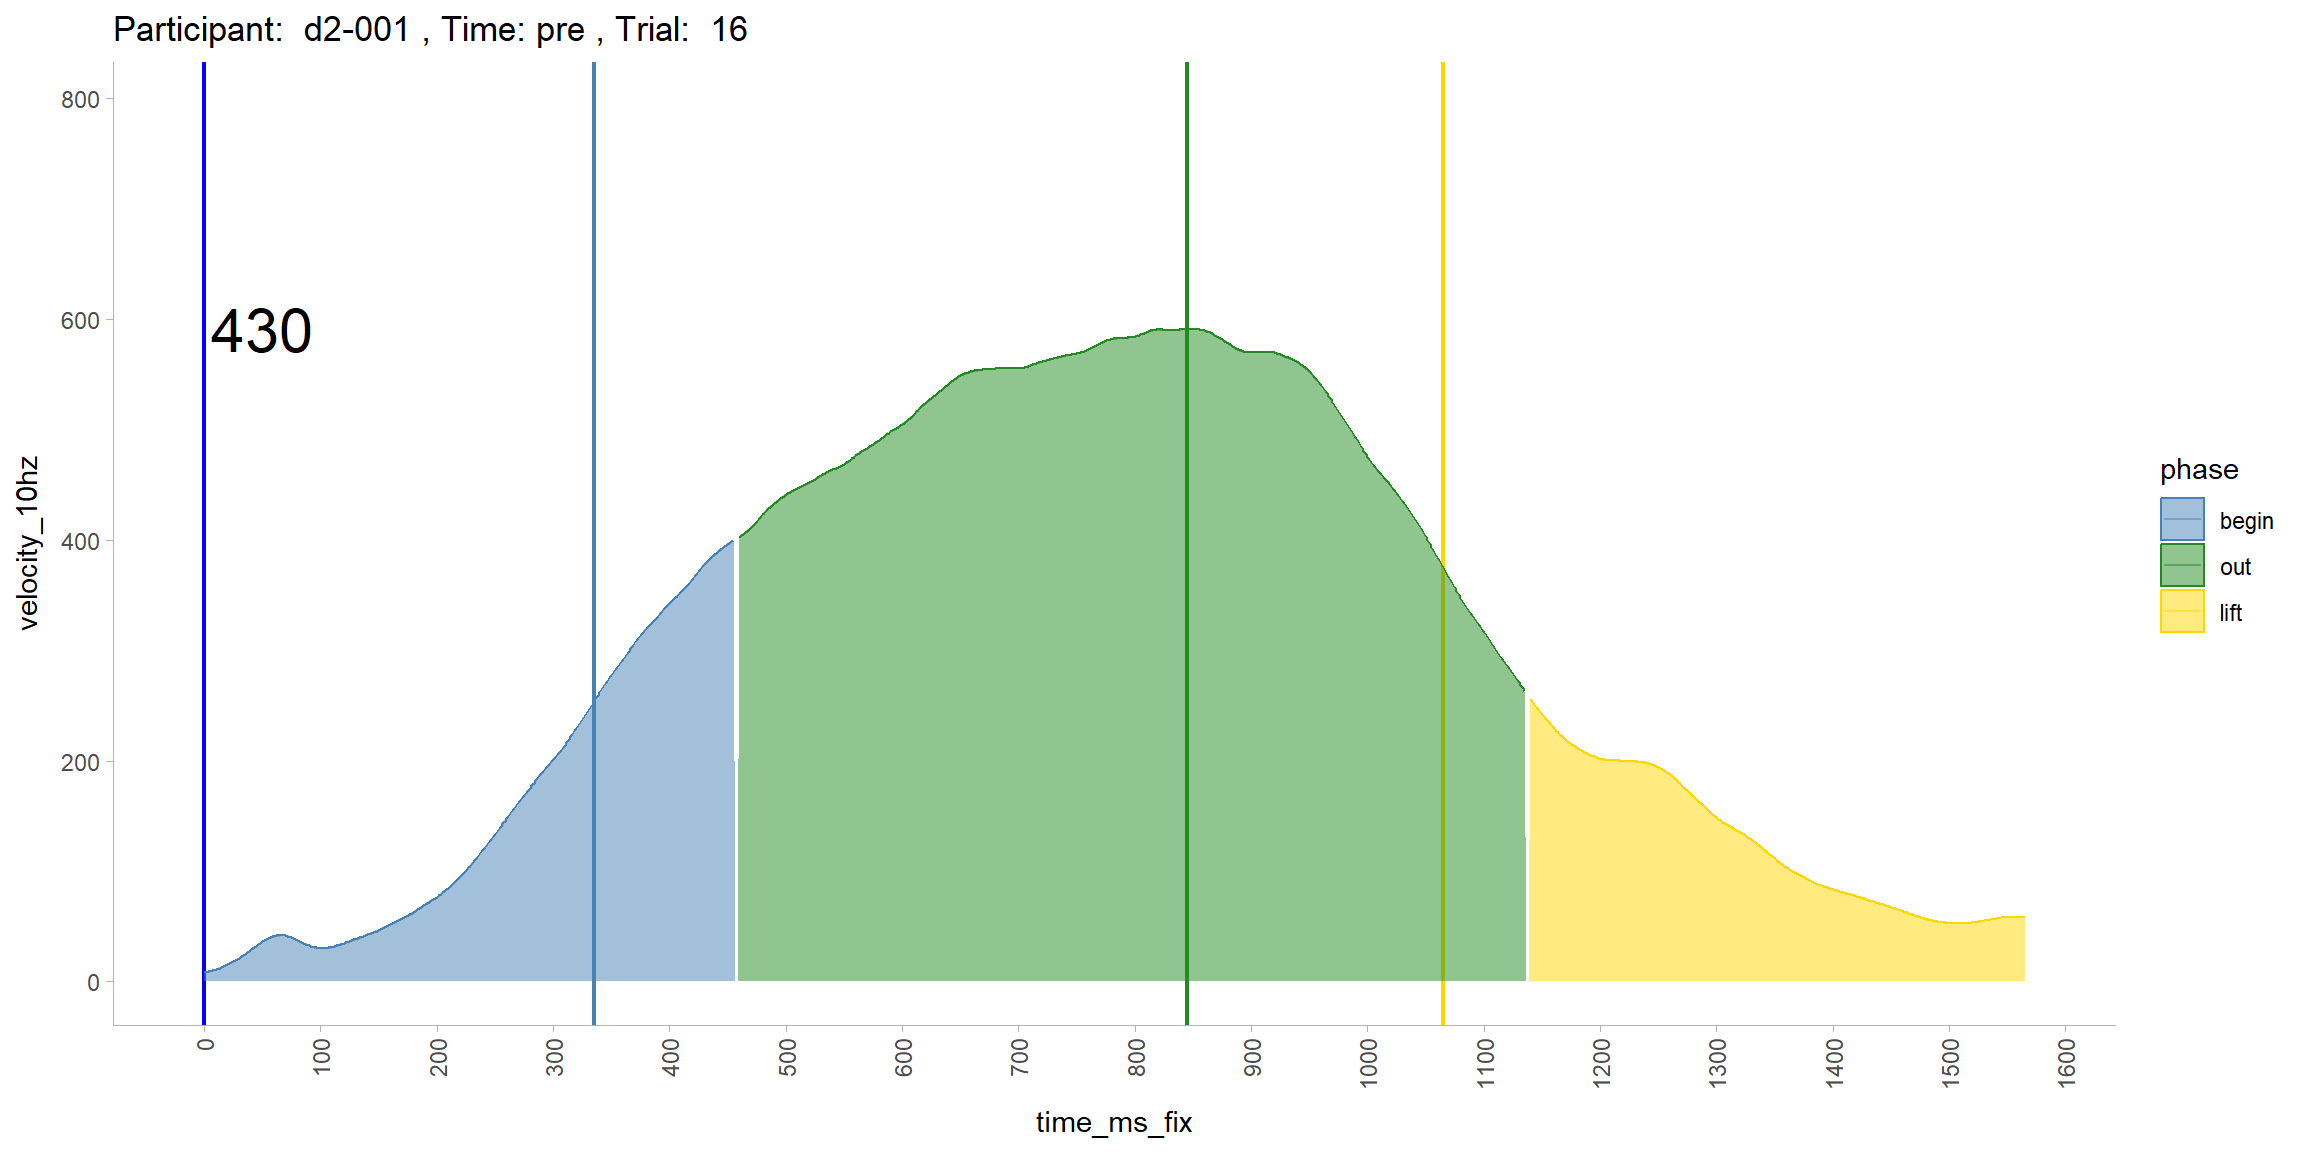 Participant:  d2-001 , Time: pre , Trial:  16
800
600
400
200
0
430
velocity_10hz
0 100 200 300 400 500 600 700 800 900 1000 1100 1200 1300 1400 1500 1600
time_ms_fix
phase
begin
out
lift